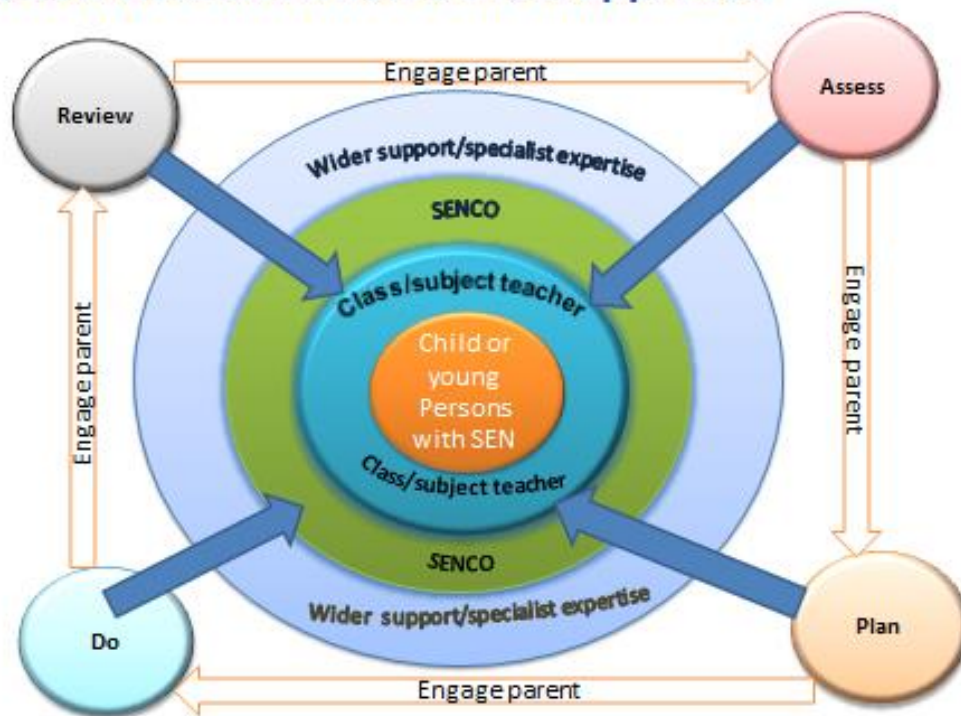 Engage parent
Review
Assess
Wider support/specialist expertise
SENCO
Class/subject teacher
Child or
young
Persons
with SEN
Class/subject teacher
SENCO
Wider support/specialist expertise
Engage parent
Engage parent
Do
Plan
Engage parent